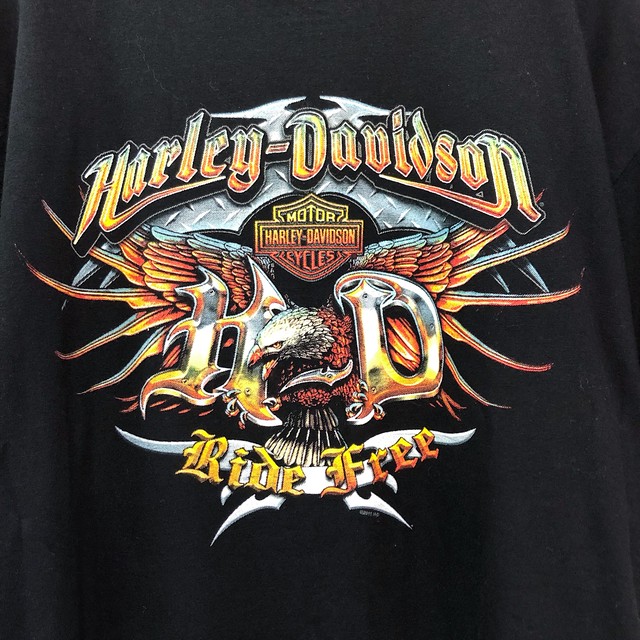 Harley-Davidson
MOTOR
HARLEY-DAVIDSON
CYCLES
H-D
Ride Free